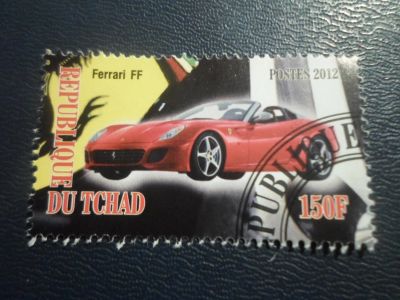 Ferrari FF
POSTES 2012
REPUBLIQUE
DU TCHAD
150F
PUBLIQUE